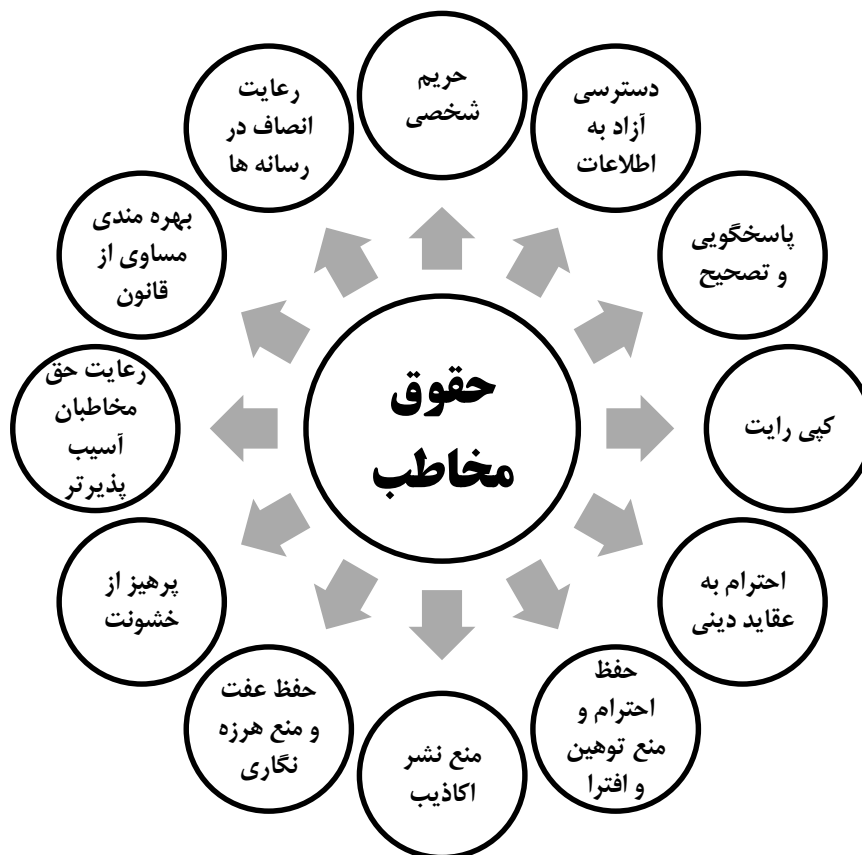 حقوق
مخاطب
حریم
شخصی
دسترسی
آزاد به
اطلاعات
پاسخگویی
و تصحیح
کپی رایت
احترام به
عقاید دینی
حفظ
احترام و
منع توهین
و افترا
منع نشر
اکاذیب
حفظ عفت
و منع هرزه
نگاری
پرهیز از
خشونت
رعایت حق
مخاطبان
آسیب
پذیرتر
بهره مندی
مساوی از
قانون
رعایت
انصاف در
رسانه ها